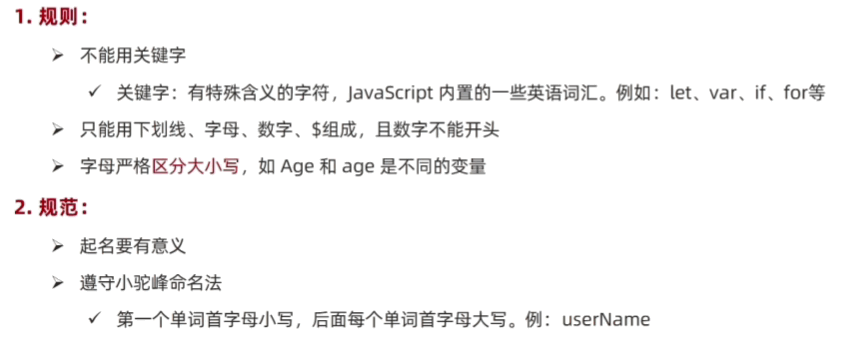 1. 规则：
➢ 不能用关键字
✓ 关键字：有特殊含义的字符，JavaScript 内置的一些英语词汇。例如：let、var、if、for等
➢ 只能用下划线、字母、数字、$组成，且数字不能开头
➢ 字母严格区分大小写，如 Age 和 age 是不同的变量
2. 规范：
➢ 起名要有意义
➢ 遵守小驼峰命名法
✓ 第一个单词首字母小写，后面每个单词首字母大写。例：userName